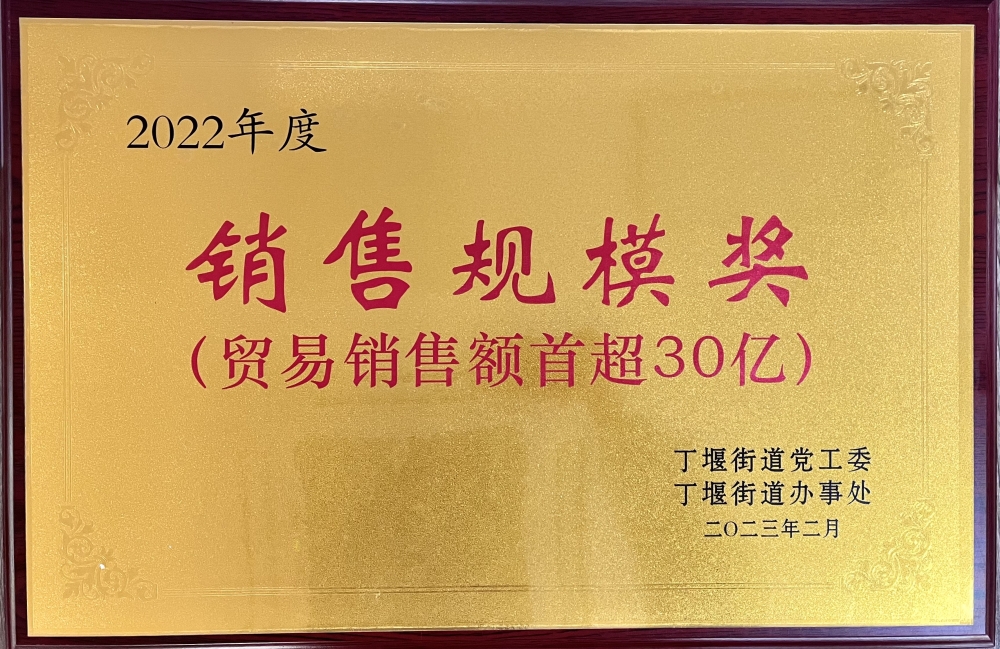 2022年度
销售规模奖
(贸易销售额首超30亿)
丁堰街道党工委
丁堰街道办事处
二〇二三年二月